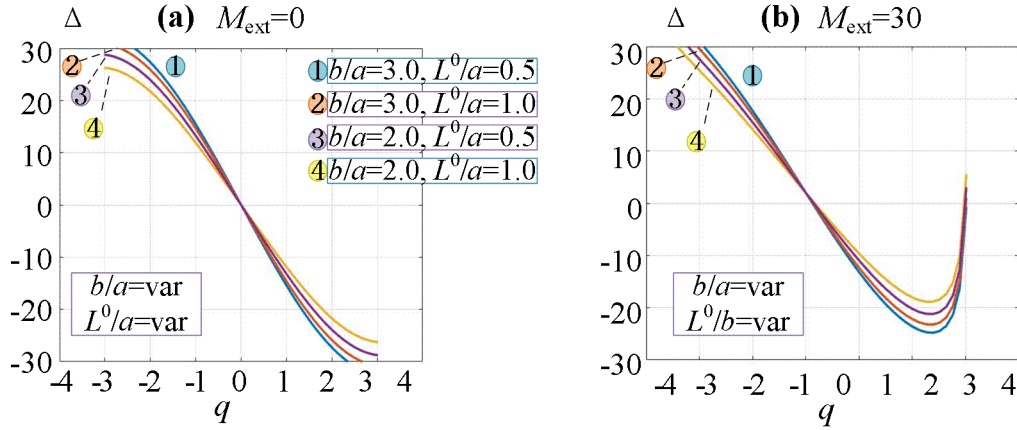 Δ (a) M_ext=0
30
20
10
0
-10
-20
-30
-4 -3 -2 -1 0 1 2 3 4
q
1
2
3
4
1 b/a=3.0, L⁰/a=0.5
2 b/a=3.0, L⁰/a=1.0
3 b/a=2.0, L⁰/a=0.5
4 b/a=2.0, L⁰/a=1.0
b/a=var
L⁰/a=var
Δ (b) M_ext=30
30
20
10
0
-10
-20
-30
-4 -3 -2 -1 0 1 2 3 4
q
1
2
3
4
b/a=var
L⁰/b=var